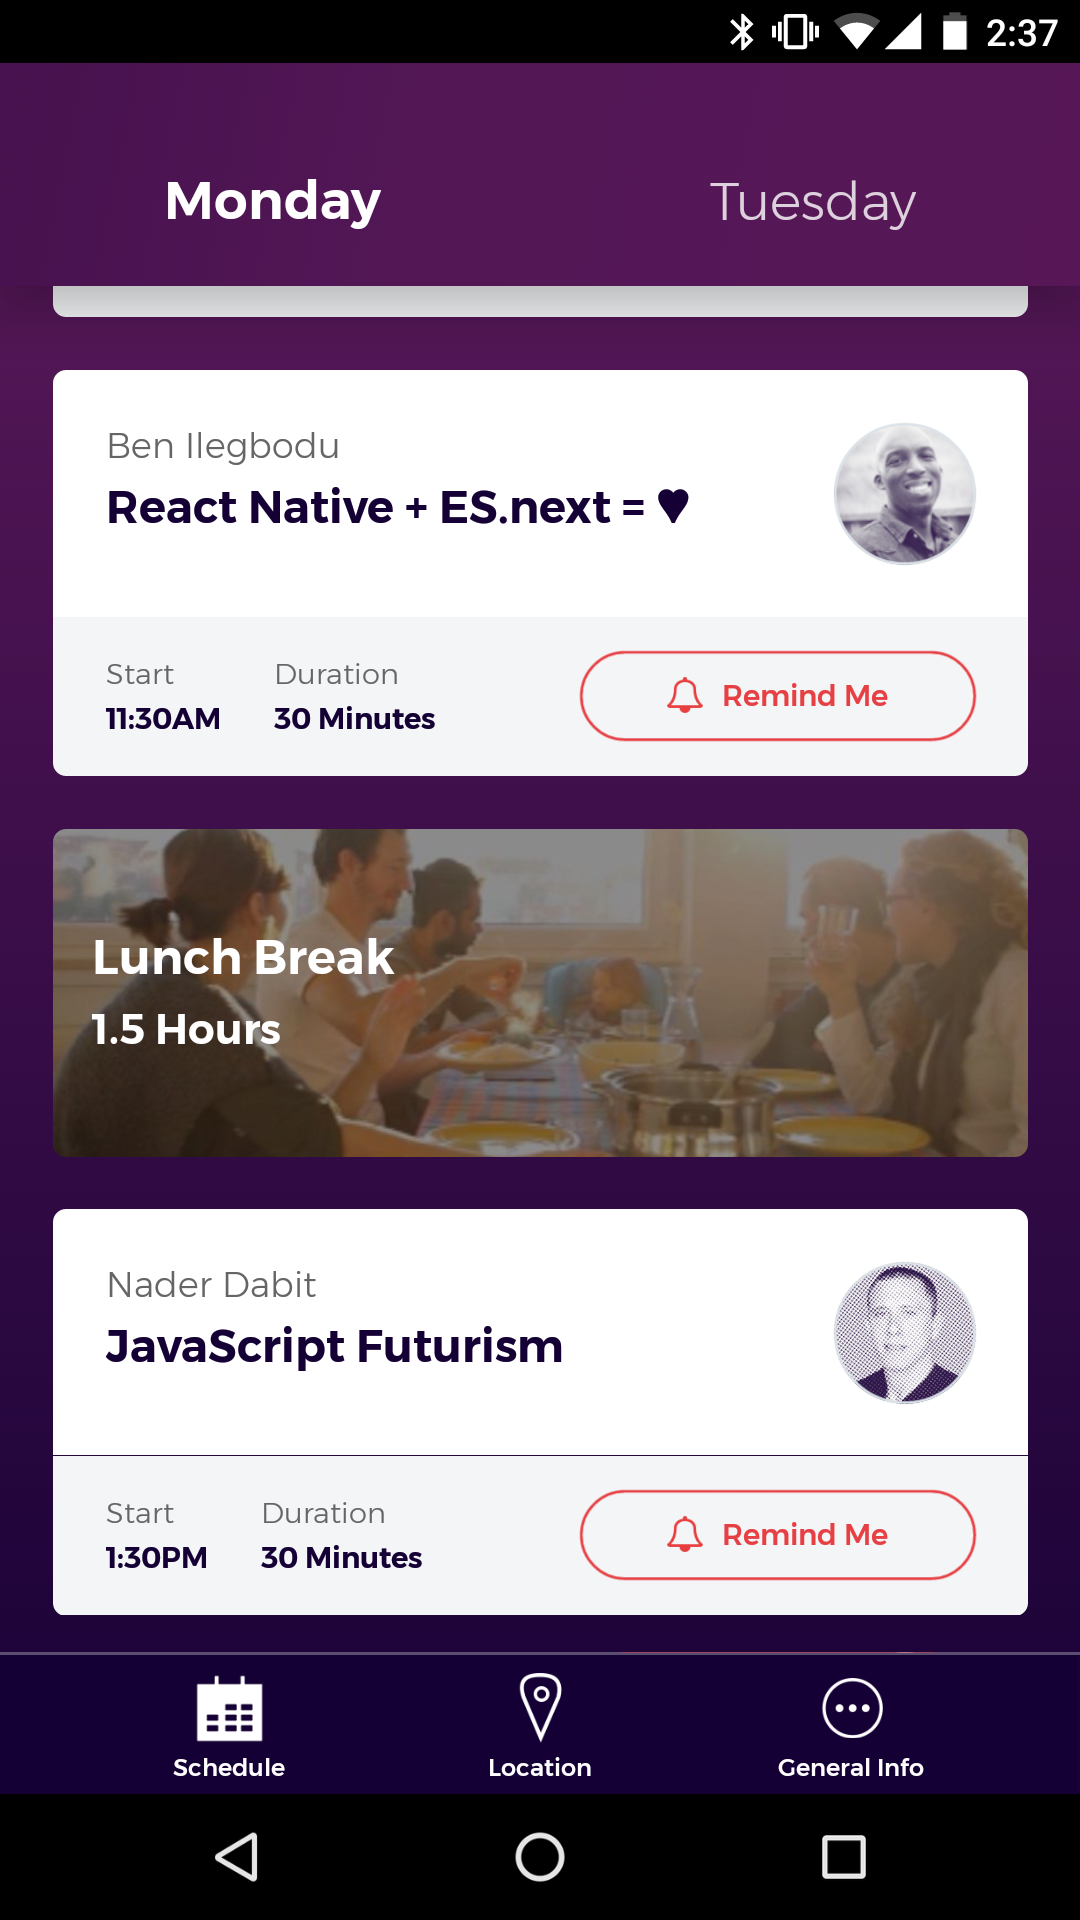 2:37
Monday
Tuesday
Ben Ilegbodu
React Native + ES.next = ♥
Start
Duration
11:30AM
30 Minutes
Remind Me
Lunch Break
1.5 Hours
Nader Dabit
JavaScript Futurism
Start
Duration
1:30PM
30 Minutes
Remind Me
Schedule
Location
General Info